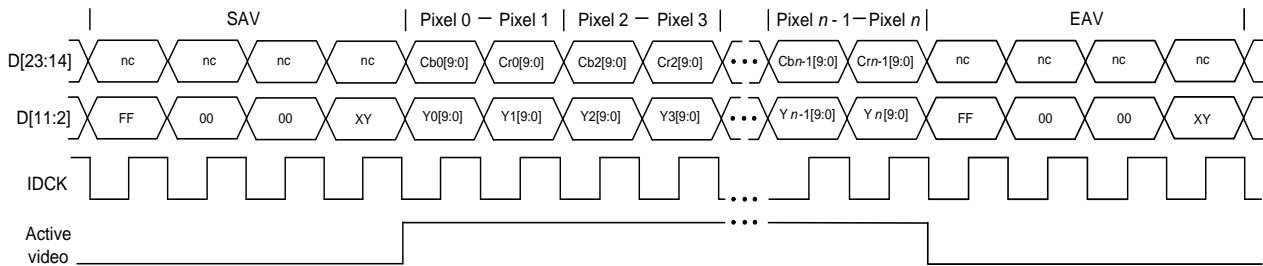 SAV Pixel 0 — Pixel 1 Pixel 2 — Pixel 3 Pixel n - 1 — Pixel n EAV
D[23:14] nc nc nc nc Cb0[9:0] Cr0[9:0] Cb2[9:0] Cr2[9:0] ••• Cbn-1[9:0] Crn-1[9:0] nc nc nc nc
D[11:2] FF 00 00 XY Y0[9:0] Y1[9:0] Y2[9:0] Y3[9:0] ••• Y n-1[9:0] Y n[9:0] FF 00 00 XY
IDCK •••
Active •••
video